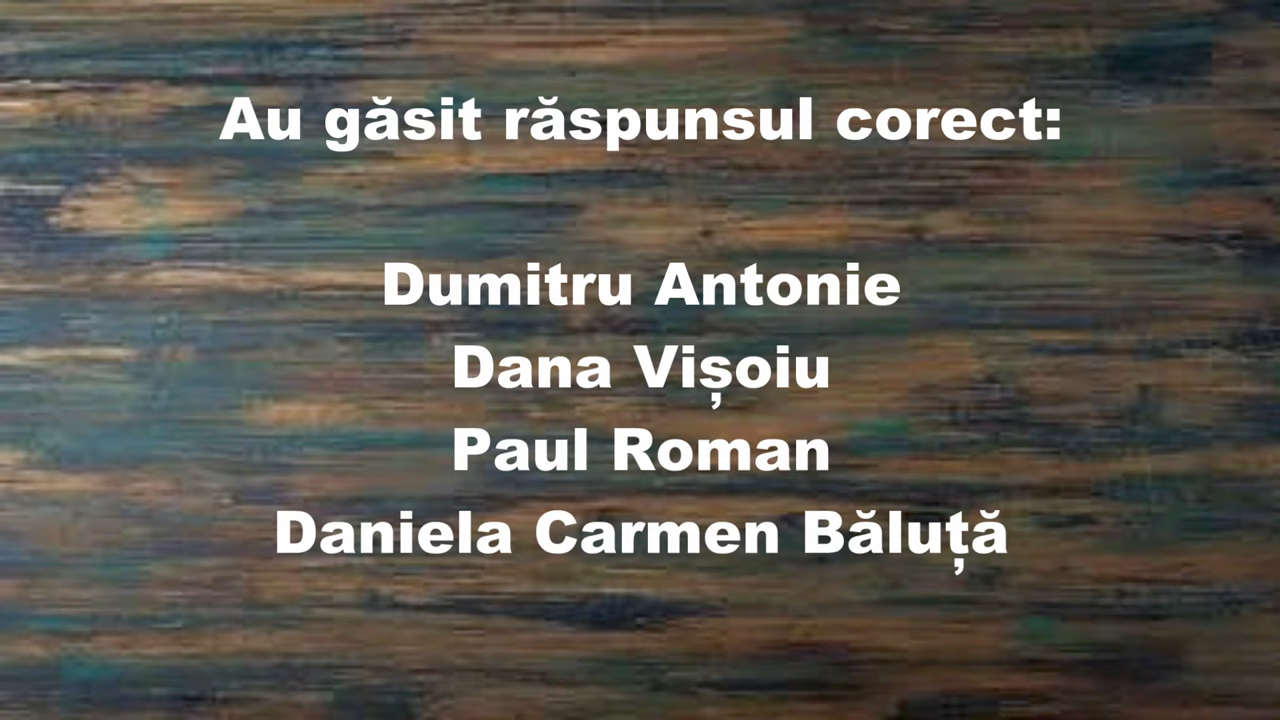 Au găsit răspunsul corect:
Dumitru Antonie
Dana Vișoiu
Paul Roman
Daniela Carmen Băluță